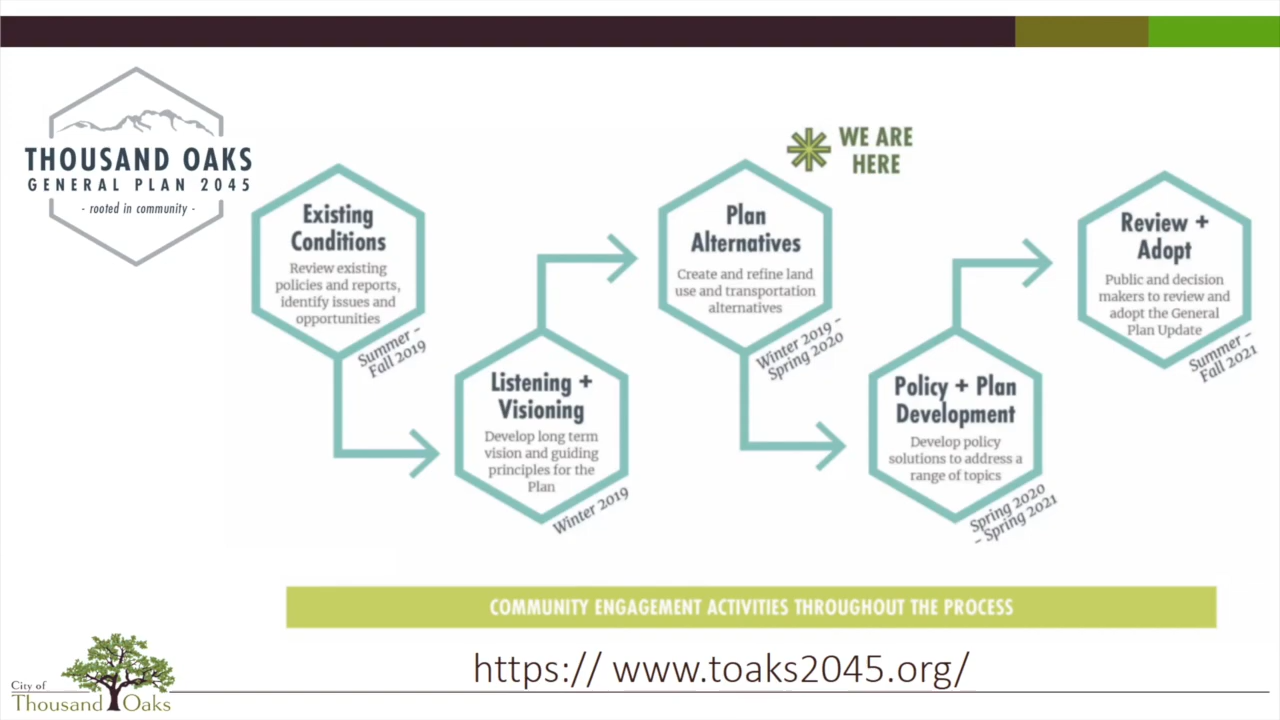 THOUSAND OAKS
GENERAL PLAN 2045
- rooted in community -
Existing
Conditions
Review existing
policies and reports,
identify issues and
opportunities
Summer –
Fall 2019
Listening +
Visioning
Develop long term
vision and guiding
principles for the
Plan
Winter 2019
WE ARE
HERE
Plan
Alternatives
Create and refine land
use and transportation
alternatives
Winter 2019 –
Spring 2020
Policy + Plan
Development
Develop policy
solutions to address a
range of topics
Spring 2020
– Spring 2021
Review +
Adopt
Public and decision
makers to review and
adopt the General
Plan Update
Summer –
Fall 2021
COMMUNITY ENGAGEMENT ACTIVITIES THROUGHOUT THE PROCESS
https:// www.toaks2045.org/
City of
Thousand Oaks